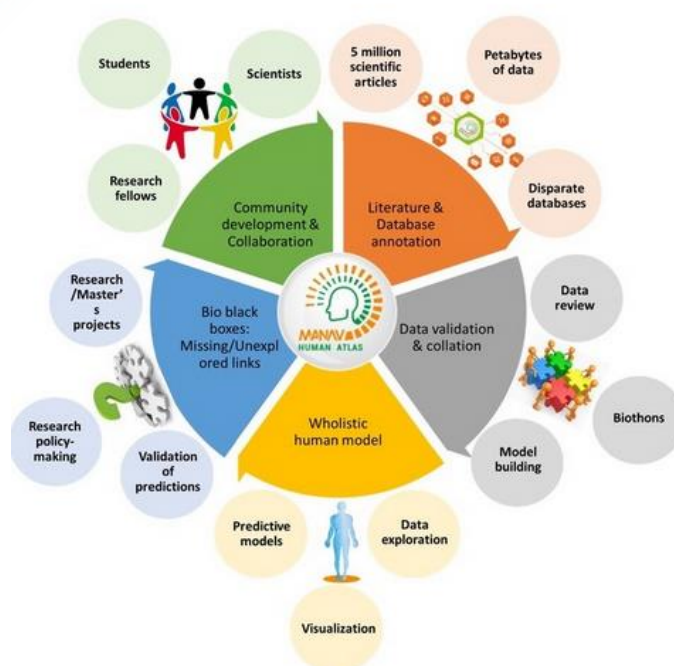 Students
Scientists
Research
fellows
Community
development &
Collaboration
5 million
scientific
articles
Petabytes
of data
Disparate
databases
Literature &
Database
annotation
Data
review
Biothons
Model
building
Data validation
& collation
Wholistic
human model
Predictive
models
Data
exploration
Visualization
Bio black
boxes:
Missing/Unexpl
ored links
Research
/Master's
s
projects
Research
policy-
making
Validation
of
predictions
MANAV
HUMAN ATLAS